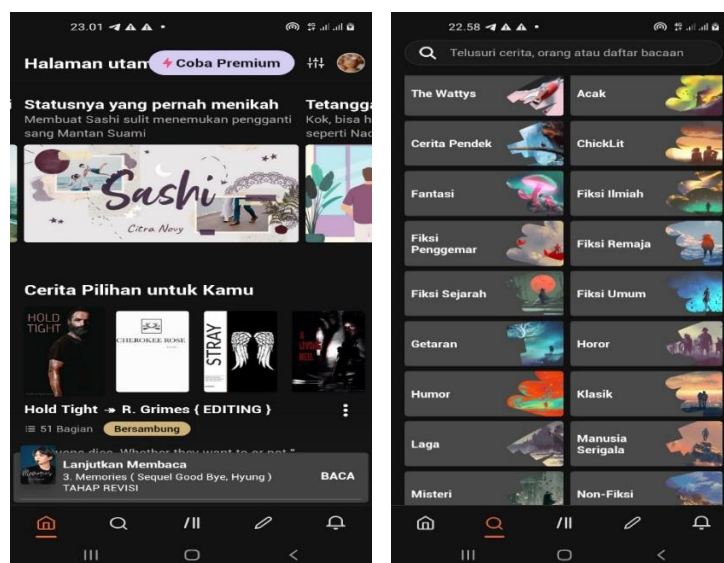 23.01
Halaman utam
Coba Premium
Statusnya yang pernah menikah
Membuat Sashi sulit menemukan pengganti
sang Mantan Suami
Tetangga
Kok, bisa h
seperti Nac
Sashi
Citra Novy
Cerita Pilihan untuk Kamu
HOLD
TIGHT
CHEROKEE ROSE
STRAY
Hold Tight ↠ R. Grimes { EDITING }
51 Bagian
Bersambung
Lanjutkan Membaca
3. Memories ( Sequel Good Bye, Hyung )
TAHAP REVISI
BACA
22.58
Telusuri cerita, orang atau daftar bacaan
The Wattys
Acak
Cerita Pendek
ChickLit
Fantasi
Fiksi Ilmiah
Fiksi
Penggemar
Fiksi Remaja
Fiksi Sejarah
Fiksi Umum
Getaran
Horor
Humor
Klasik
Laga
Manusia
Serigala
Misteri
Non-Fiksi